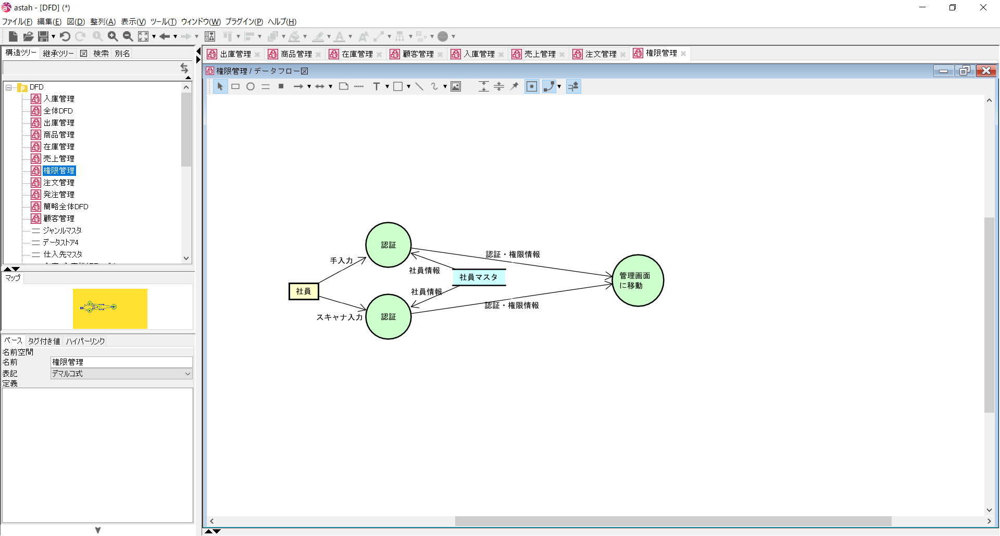 astah - [DFD] (*)
ファイル(F) 編集(E) 図(D) 整列(A) 表示(V) ツール(T) ウィンドウ(W) プラグイン(P) ヘルプ(H)
構造ツリー 継承ツリー 図 検索 別名
DFD
入庫管理
全体DFD
出庫管理
商品管理
在庫管理
売上管理
権限管理
注文管理
発注管理
簡略全体DFD
顧客管理
ジャンルマスタ
データストア4
仕入先マスタ
マップ
ベース タグ付き値 ハイパーリンク
名前空間
名前 権限管理
表記 デマルコ式
定義
出庫管理 商品管理 在庫管理 顧客管理 入庫管理 売上管理 注文管理 権限管理
権限管理 / データフロー図
認証
手入力
認証・権限情報
社員情報
社員マスタ
管理画面
に移動
社員
社員情報
認証・権限情報
スキャナ入力
認証